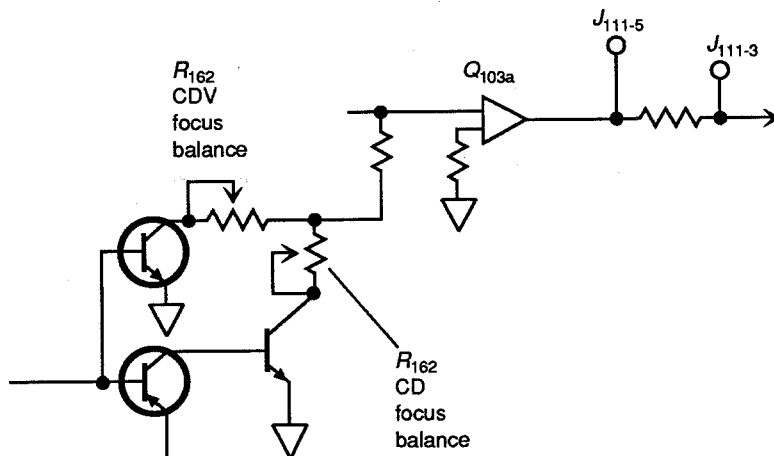 J111-5
J111-3
Q103a
R162
CDV
focus
balance
R162
CD
focus
balance